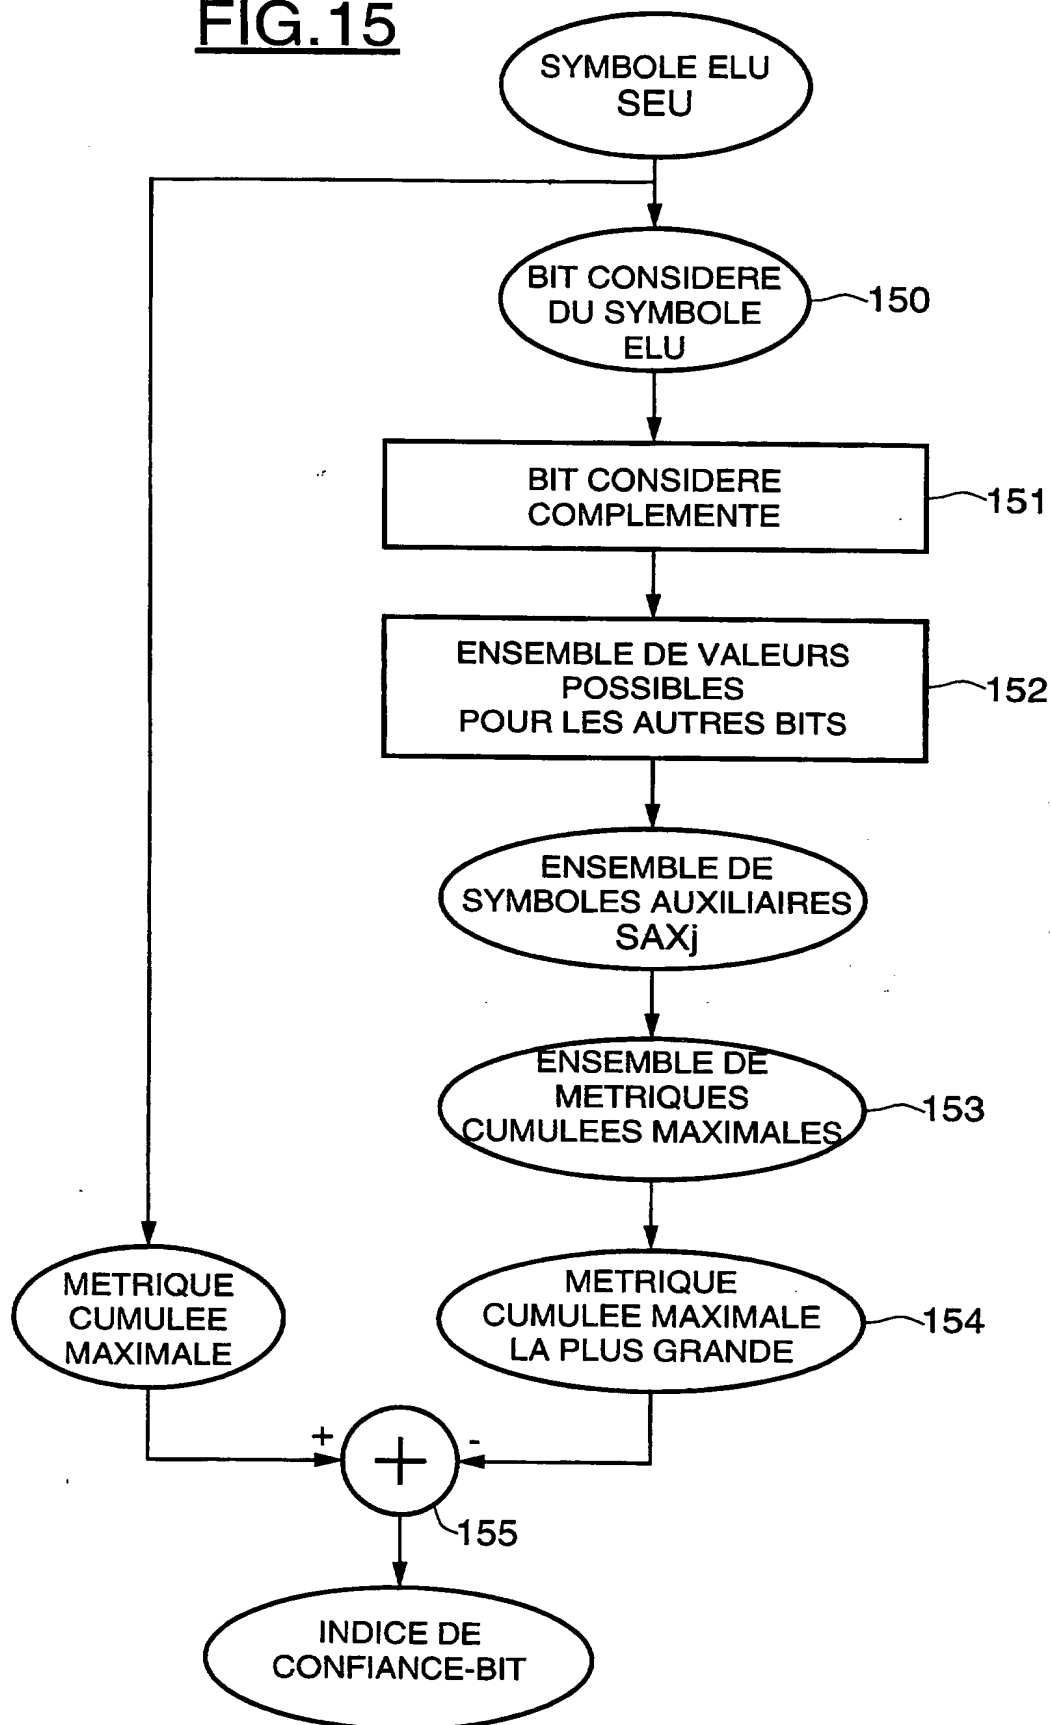 FIG.15
SYMBOLE ELU
SEU
BIT CONSIDERE
DU SYMBOLE
ELU
150
BIT CONSIDERE
COMPLEMENTE
151
ENSEMBLE DE VALEURS
POSSIBLES
POUR LES AUTRES BITS
152
ENSEMBLE DE
SYMBOLES AUXILIAIRES
SAXj
ENSEMBLE DE
METRIQUES
CUMULEES MAXIMALES
153
METRIQUE
CUMULEE
MAXIMALE
METRIQUE
CUMULEE MAXIMALE
LA PLUS GRANDE
154
+
-
+
155
INDICE DE
CONFIANCE-BIT